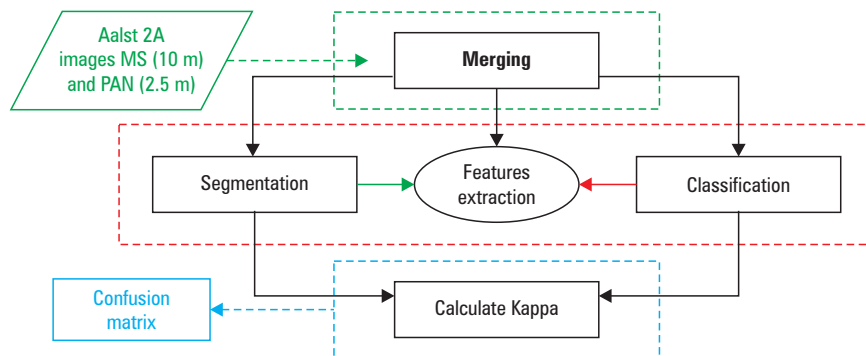 Aalst 2A
images MS (10 m)
and PAN (2.5 m)
Merging
Segmentation
Features
extraction
Classification
Confusion
matrix
Calculate Kappa